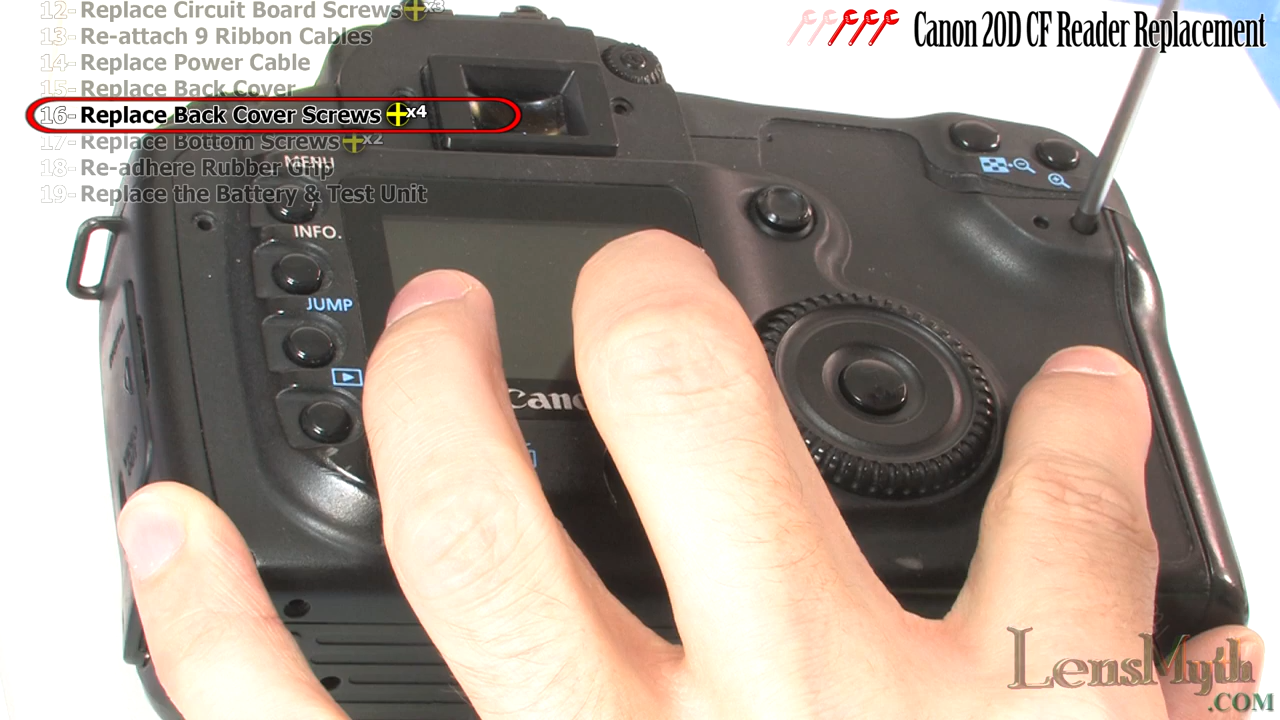 12- Replace Circuit Board Screws x3
13- Re-attach 9 Ribbon Cables
14- Replace Power Cable
15- Replace Back Cover
16- Replace Back Cover Screws x4
17- Replace Bottom Screws x2
18- Re-adhere Rubber Grip
19- Replace the Battery & Test Unit
Canon 20D CF Reader Replacement
MENU
INFO.
JUMP
Canon
LensMyth
.COM